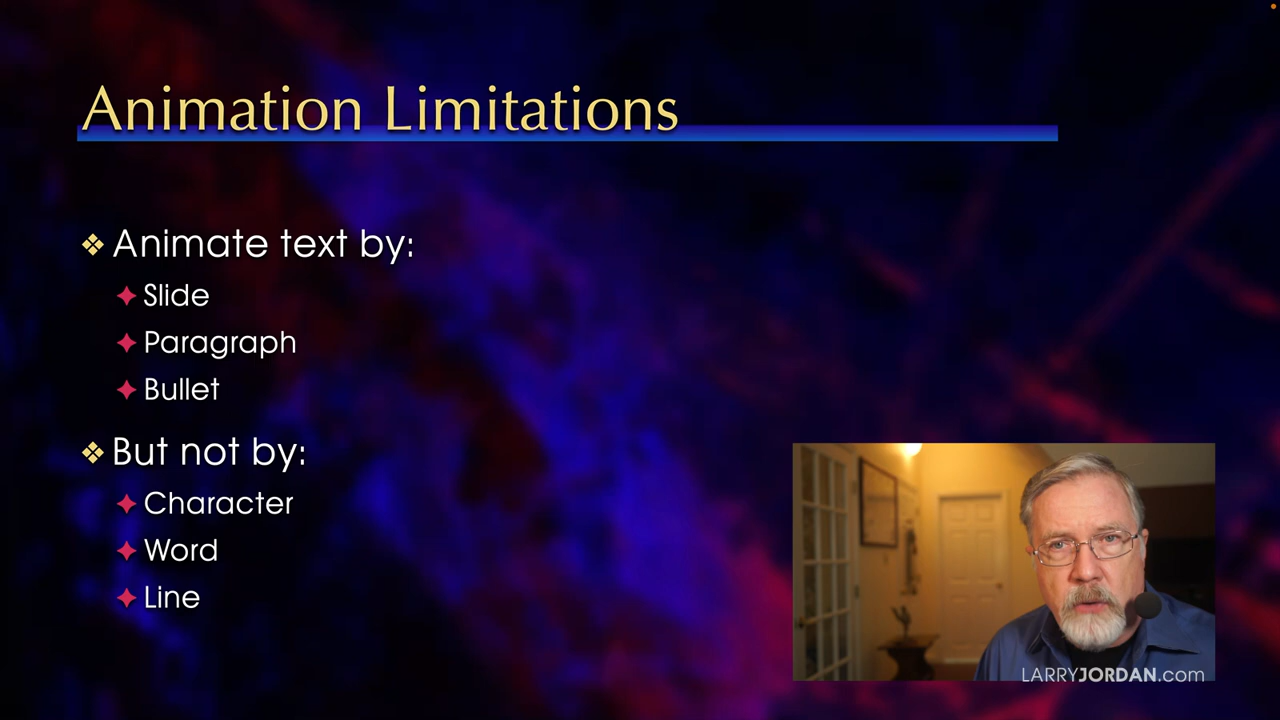 Animation Limitations
Animate text by:
Slide
Paragraph
Bullet
But not by:
Character
Word
Line
LARRYJORDAN.com